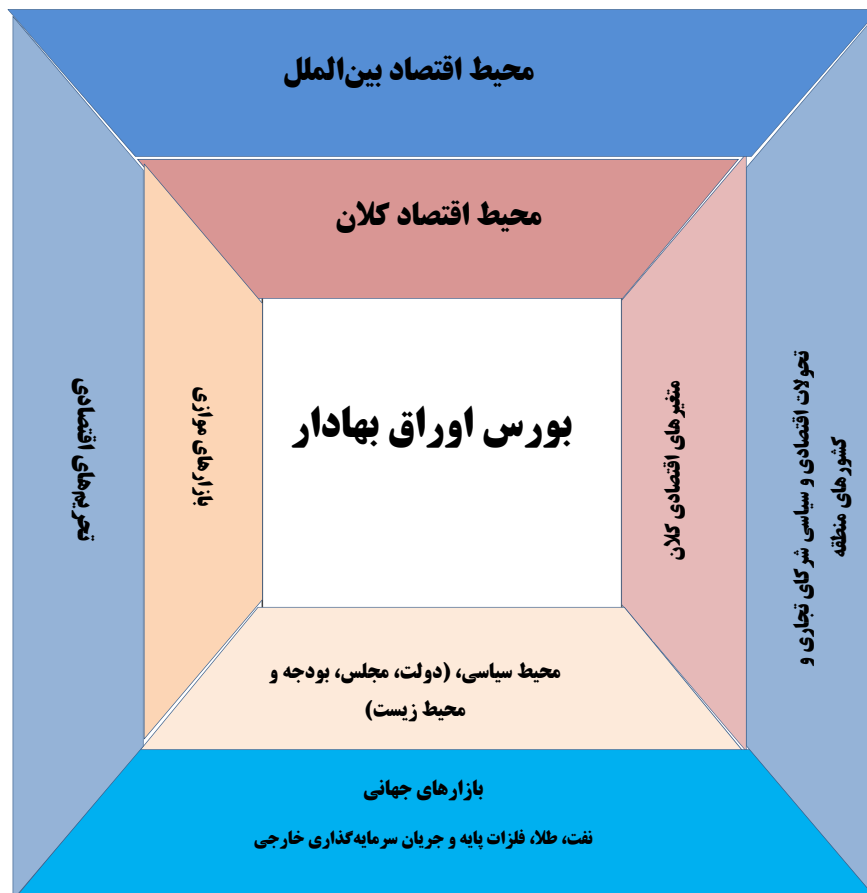 محیط اقتصاد بین‌الملل
محیط اقتصاد کلان
تحولات اقتصادی و سیاسی شرکای تجاری و
کشورهای منطقه
متغیرهای اقتصادی کلان
بورس اوراق بهادار
بازارهای موازی
تحریم‌های اقتصادی
محیط سیاسی، (دولت، مجلس، بودجه و
محیط زیست)
بازارهای جهانی
نفت، طلا، فلزات پایه و جریان سرمایه‌گذاری خارجی